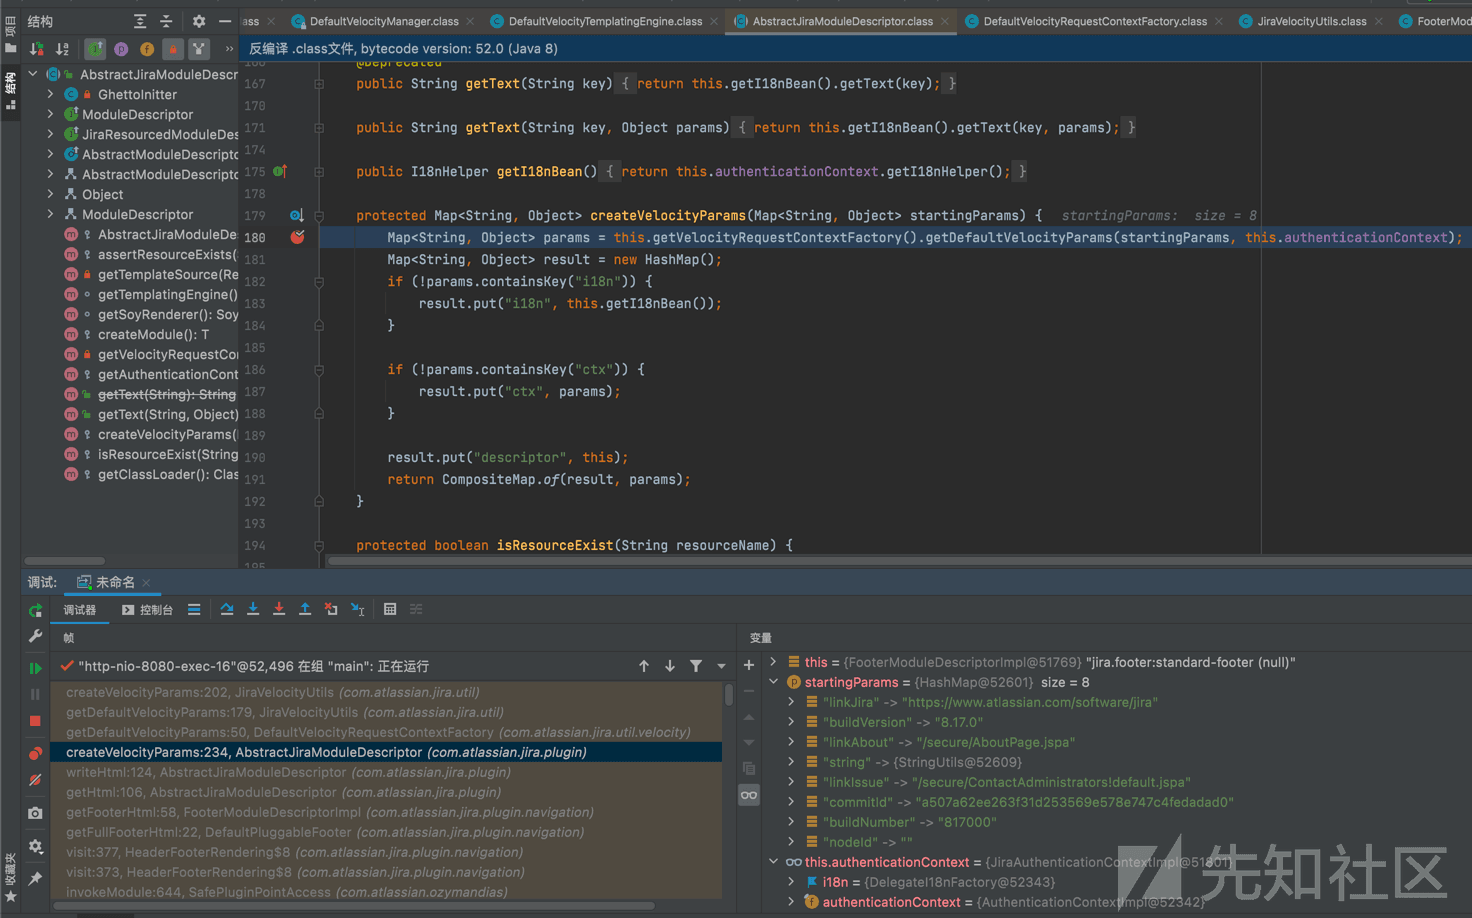 项目
结构
收藏夹
结构
ass
DefaultVelocityManager.class
DefaultVelocityTemplatingEngine.class
AbstractJiraModuleDescriptor.class
DefaultVelocityRequestContextFactory.class
JiraVelocityUtils.class
FooterMod
反编译 .class文件, bytecode version: 52.0 (Java 8)
AbstractJiraModuleDescr
GhettoInitter
ModuleDescriptor
JiraResourcedModuleDes
AbstractModuleDescripto
AbstractModuleDescripto
Object
ModuleDescriptor
AbstractJiraModuleDe
assertResourceExists(
getTemplateSource(Re
getTemplatingEngine()
getSoyRenderer(): Soy
createModule(): T
getVelocityRequestCon
getAuthenticationCont
getText(String): String
getText(String, Object)
createVelocityParams(
isResourceExist(String
getClassLoader(): Clas
166 @Deprecated
167 public String getText(String key) { return this.getI18nBean().getText(key); }
170
171 public String getText(String key, Object params) { return this.getI18nBean().getText(key, params); }
174
175 public I18nHelper getI18nBean() { return this.authenticationContext.getI18nHelper(); }
178
179 protected Map<String, Object> createVelocityParams(Map<String, Object> startingParams) { startingParams: size = 8
180 Map<String, Object> params = this.getVelocityRequestContextFactory().getDefaultVelocityParams(startingParams, this.authenticationContext);
181 Map<String, Object> result = new HashMap();
182 if (!params.containsKey("i18n")) {
183 result.put("i18n", this.getI18nBean());
184 }
185
186 if (!params.containsKey("ctx")) {
187 result.put("ctx", params);
188 }
189
190 result.put("descriptor", this);
191 return CompositeMap.of(result, params);
192 }
193
194 protected boolean isResourceExist(String resourceName) {
195
调试: 未命名
调试器 控制台
帧
"http-nio-8080-exec-16"@52,496 在组 "main": 正在运行
createVelocityParams:202, JiraVelocityUtils (com.atlassian.jira.util)
getDefaultVelocityParams:179, JiraVelocityUtils (com.atlassian.jira.util)
getDefaultVelocityParams:50, DefaultVelocityRequestContextFactory (com.atlassian.jira.util.velocity)
createVelocityParams:234, AbstractJiraModuleDescriptor (com.atlassian.jira.plugin)
writeHtml:124, AbstractJiraModuleDescriptor (com.atlassian.jira.plugin)
getHtml:106, AbstractJiraModuleDescriptor (com.atlassian.jira.plugin)
getFooterHtml:58, FooterModuleDescriptorImpl (com.atlassian.jira.plugin.navigation)
getFullFooterHtml:22, DefaultPluggableFooter (com.atlassian.jira.plugin.navigation)
visit:377, HeaderFooterRendering$8 (com.atlassian.jira.plugin.navigation)
visit:373, HeaderFooterRendering$8 (com.atlassian.jira.plugin.navigation)
invokeModule:644, SafePluginPointAccess (com.atlassian.ozymandias)
变量
this = {FooterModuleDescriptorImpl@51769} "jira.footer:standard-footer (null)"
startingParams = {HashMap@52601} size = 8
"linkJira" -> "https://www.atlassian.com/software/jira"
"buildVersion" -> "8.17.0"
"linkAbout" -> "/secure/AboutPage.jspa"
"string" -> {StringUtils@52609}
"linkIssue" -> "/secure/ContactAdministrators!default.jspa"
"commitId" -> "a507a62ee263f31d253569e578e747c4fedadad0"
"buildNumber" -> "817000"
"nodeId" -> ""
this.authenticationContext = {JiraAuthenticationContextImpl@51801}
i18n = {DelegateI18nFactory@52343}
authenticationContext = {AuthenticationContextImpl@52342}
先知社区